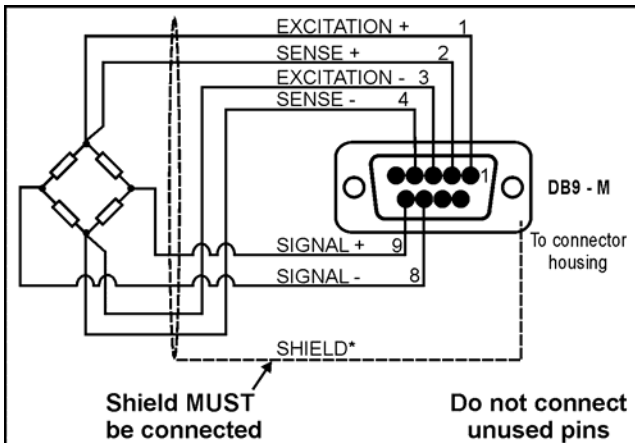 EXCITATION + 1
SENSE + 2
EXCITATION - 3
SENSE - 4
1
DB9 - M
SIGNAL + 9
To connector
housing
SIGNAL - 8
SHIELD*
Shield MUST
be connected
Do not connect
unused pins